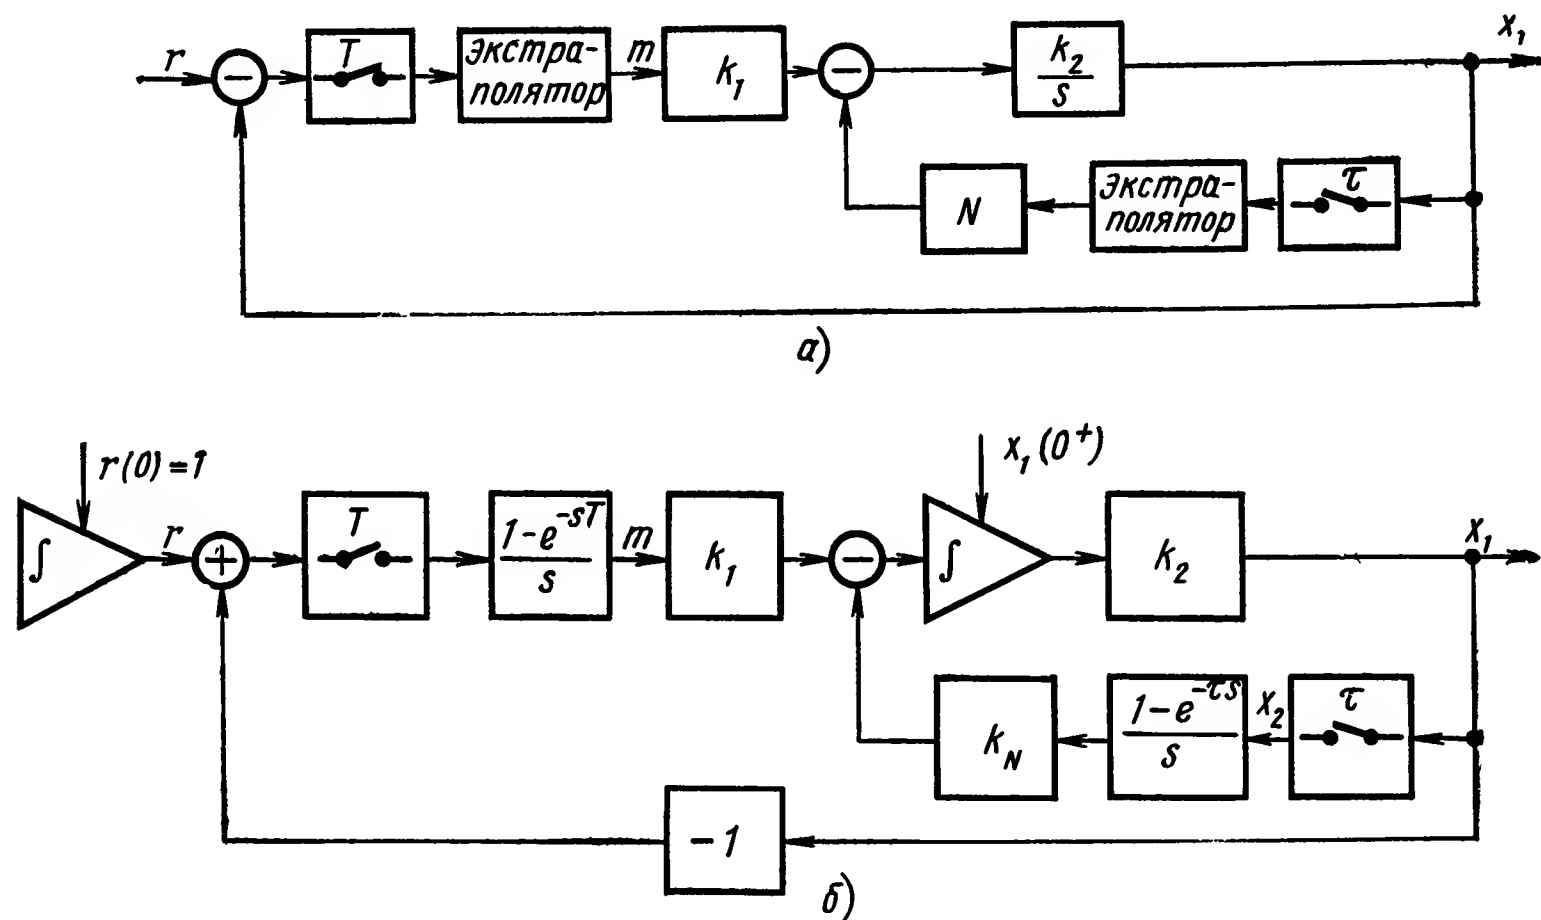 r
T
Экстра-
полятор
m
k₁
k₂
s
x₁
N
Экстра-
полятор
τ
а)
r(0) = 1
r
∫
T
1-e^-sT
s
m
k₁
x₁(0⁺)
∫
k₂
x₁
k_N
1-e^-τs
s
x₂
τ
-1
б)